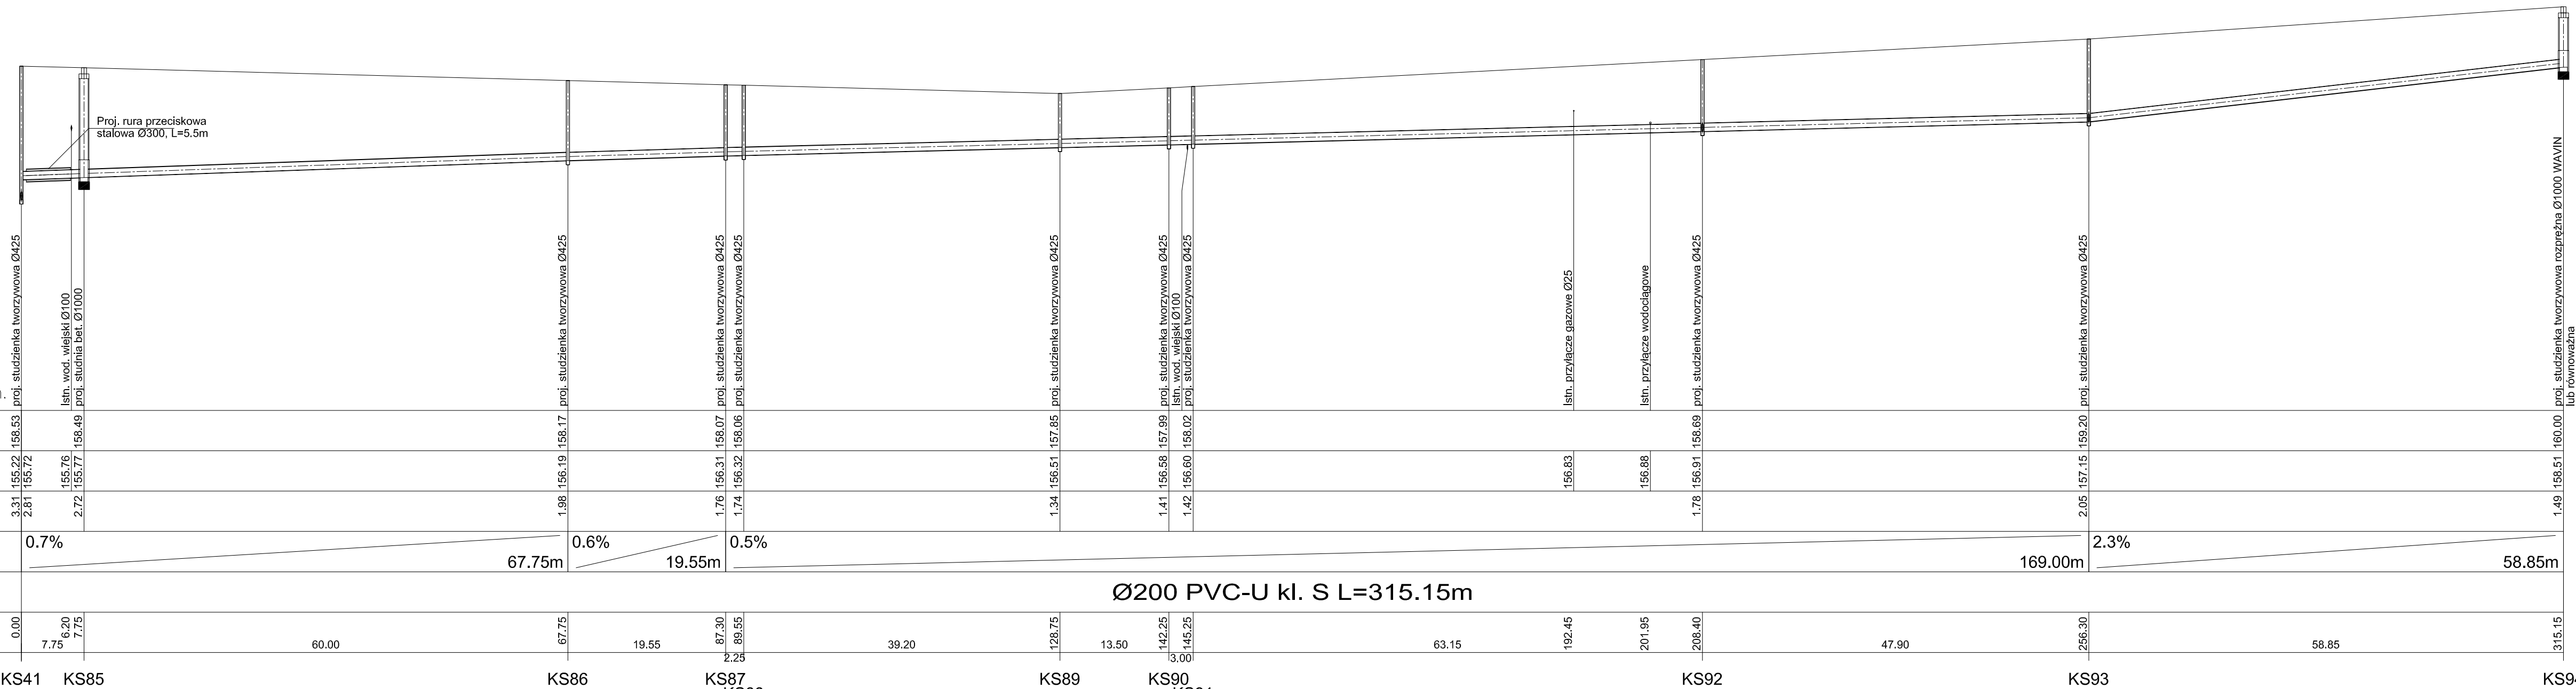 Proj. rura przeciskowa
stalowa Ø300, L=5.5m
proj. studzienka tworzywowa Ø425
Istn. wod. wiejski Ø100
proj. studnia bet. Ø1000
proj. studzienka tworzywowa Ø425
proj. studzienka tworzywowa Ø425
proj. studzienka tworzywowa Ø425
proj. studzienka tworzywowa Ø425
proj. studzienka tworzywowa Ø425
Istn. wod. wiejski Ø100
proj. studzienka tworzywowa Ø425
Istn. przyłącze gazowe Ø25
Istn. przyłącze wodociągowe
proj. studzienka tworzywowa Ø425
proj. studzienka tworzywowa Ø425
proj. studzienka tworzywowa rozprężna Ø1000 WAVIN
lub równoważna
158.53 158.49 158.17 158.07 158.06 157.85 157.99 158.02 158.69 159.20 160.00
155.22 155.72 155.76 155.77 156.19 156.31 156.32 156.51 156.58 156.60 156.83 156.88 156.91 157.15 158.51
3.31 2.81 2.72 1.98 1.76 1.74 1.34 1.41 1.42 1.78 2.05 1.49
0.7% 0.6% 0.5% 2.3%
67.75m 19.55m 169.00m 58.85m
Ø200 PVC-U kl. S L=315.15m
0.00 6.20 7.75 67.75 87.30 89.55 128.75 142.25 145.25 192.45 201.95 208.40 256.30 315.15
7.75 60.00 19.55 39.20 13.50 63.15 47.90 58.85
2.25 3.00
KS41 KS85 KS86 KS87 KS89 KS90 KS92 KS93